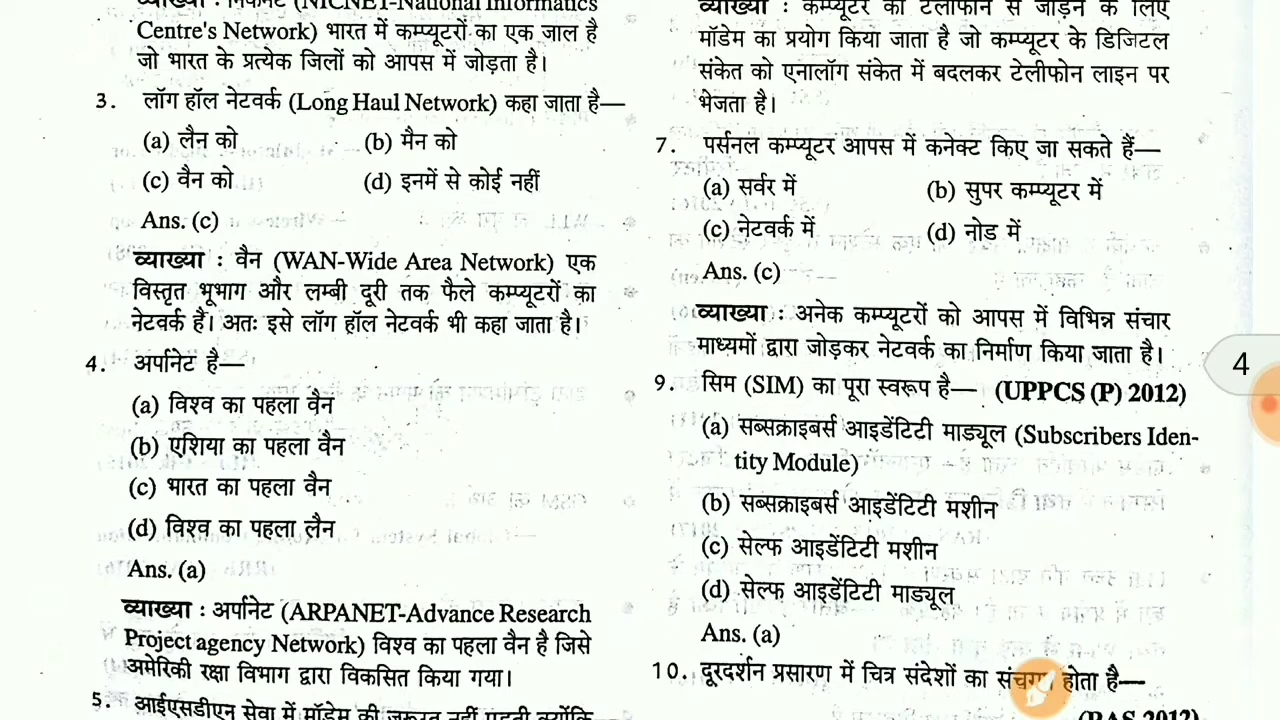 व्याख्या : निकनेट (NICNET-National Informatics
Centre's Network) भारत में कम्प्यूटरों का एक जाल है
जो भारत के प्रत्येक जिलों को आपस में जोड़ता है।
3. लॉग हॉल नेटवर्क (Long Haul Network) कहा जाता है—
(a) लैन को (b) मैन को
(c) वैन को (d) इनमें से कोई नहीं
Ans. (c)
व्याख्या : वैन (WAN-Wide Area Network) एक
विस्तृत भूभाग और लम्बी दूरी तक फैले कम्प्यूटरों का
नेटवर्क है। अतः इसे लॉग हॉल नेटवर्क भी कहा जाता है।
4. अर्पानेट है—
(a) विश्व का पहला वैन
(b) एशिया का पहला वैन
(c) भारत का पहला वैन
(d) विश्व का पहला लैन
Ans. (a)
व्याख्या : अर्पानेट (ARPANET-Advance Research
Project agency Network) विश्व का पहला वैन है जिसे
अमेरिकी रक्षा विभाग द्वारा विकसित किया गया।
5. आईएसडीएन सेवा में मॉडेम की जरूरत नहीं पड़ती क्योंकि
व्याख्या : कम्प्यूटर को टेलीफोन से जोड़ने के लिए
मॉडेम का प्रयोग किया जाता है जो कम्प्यूटर के डिजिटल
संकेत को एनालॉग संकेत में बदलकर टेलीफोन लाइन पर
भेजता है।
7. पर्सनल कम्प्यूटर आपस में कनेक्ट किए जा सकते हैं—
(a) सर्वर में (b) सुपर कम्प्यूटर में
(c) नेटवर्क में (d) नोड में
Ans. (c)
व्याख्या : अनेक कम्प्यूटरों को आपस में विभिन्न संचार
माध्यमों द्वारा जोड़कर नेटवर्क का निर्माण किया जाता है।
9. सिम (SIM) का पूरा स्वरूप है— (UPPCS (P) 2012)
(a) सब्सक्राइबर्स आइडेंटिटी माड्यूल (Subscribers Iden-
tity Module)
(b) सब्सक्राइबर्स आइडेंटिटी मशीन
(c) सेल्फ आइडेंटिटी मशीन
(d) सेल्फ आइडेंटिटी माड्यूल
Ans. (a)
10. दूरदर्शन प्रसारण में चित्र संदेशों का होता है—
(RAS 2012)
4